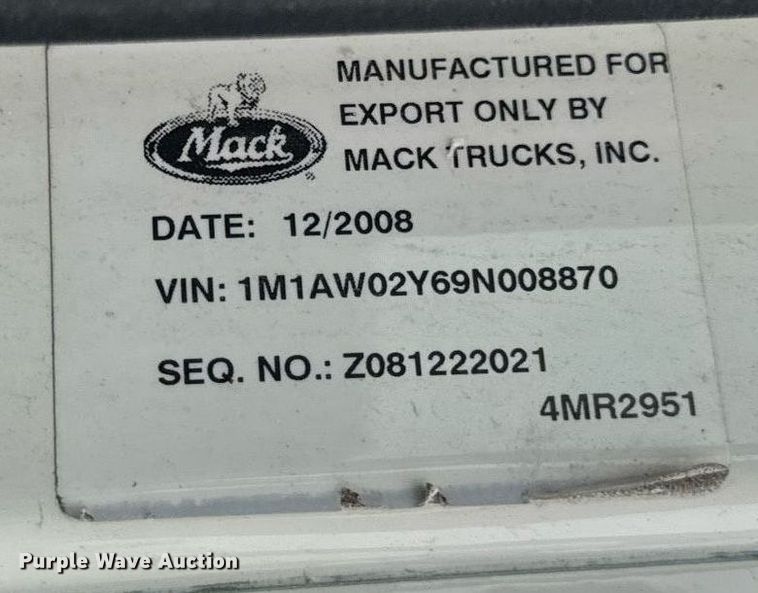 MANUFACTURED FOR
EXPORT ONLY BY
Mack
MACK TRUCKS, INC.
®
DATE: 12/2008
VIN: 1M1AW02Y69N008870
SEQ. NO.: Z081222021
4MR2951
Purple Wave Auction